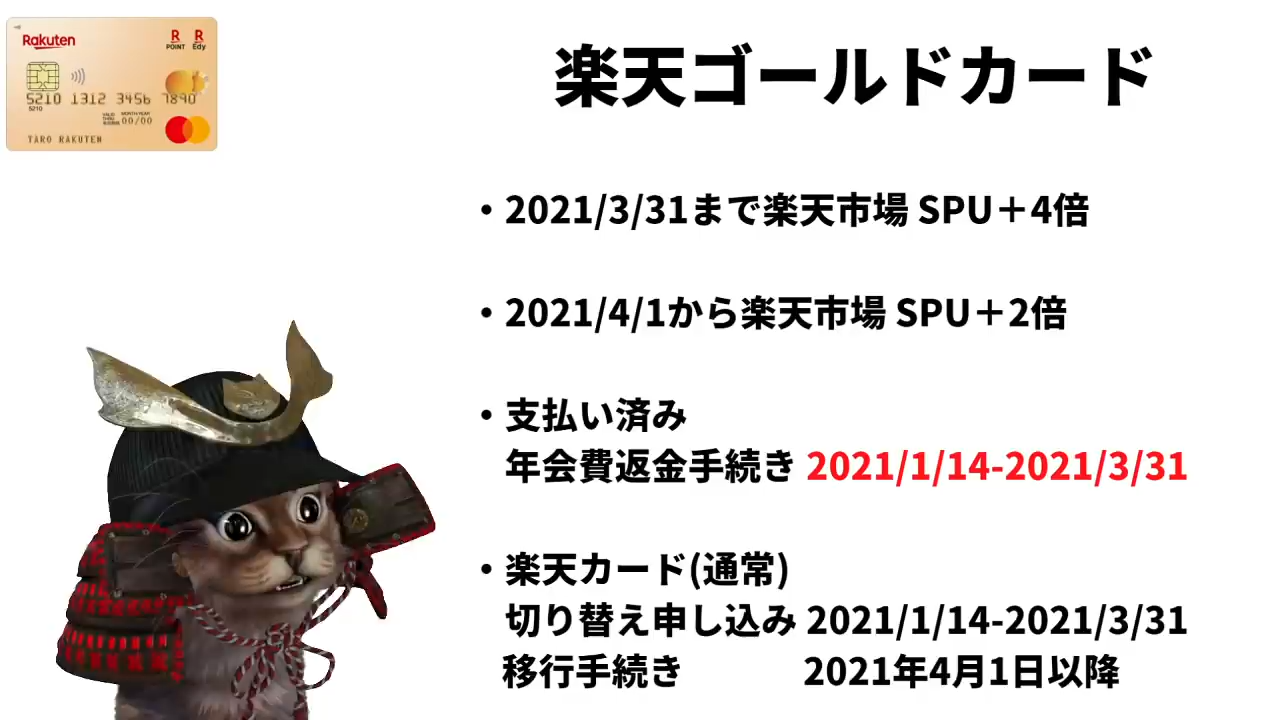 Rakuten
R
POINT
R
Edy
5210 1312 3456 7890
5210
MONTH/YEAR
00/00
TARO RAKUTEN
楽天ゴールドカード
・2021/3/31まで楽天市場 SPU＋4倍
・2021/4/1から楽天市場 SPU＋2倍
・支払い済み
年会費返金手続き 2021/1/14-2021/3/31
・楽天カード(通常)
切り替え申し込み 2021/1/14-2021/3/31
移行手続き 2021年4月1日以降